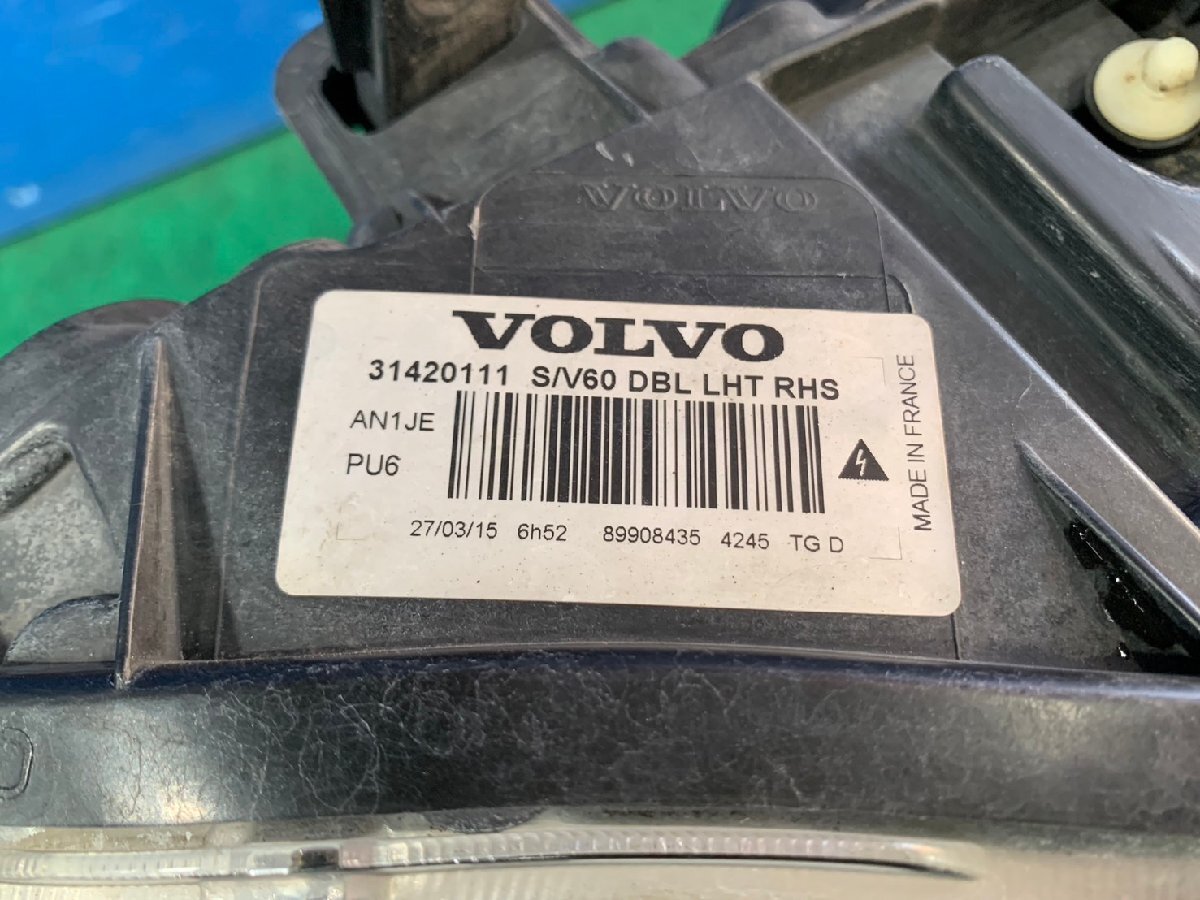 VOLVO
VOLVO
31420111 S/V60 DBL LHT RHS
AN1JE
PU6
27/03/15 6h52 89908435 4245 TG D
MADE IN FRANCE